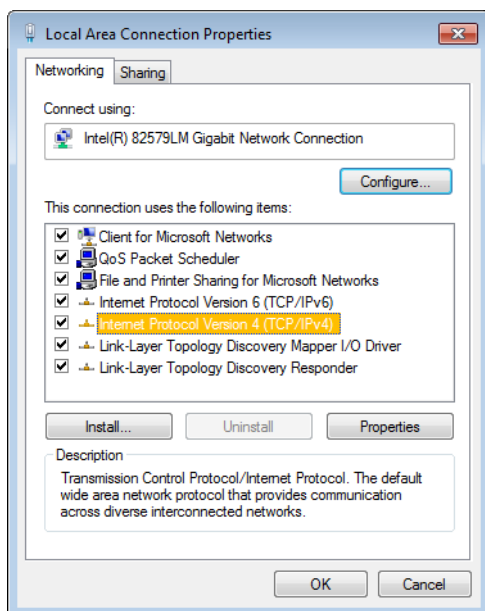 Local Area Connection Properties
Networking
Sharing
Connect using:
Intel(R) 82579LM Gigabit Network Connection
Configure...
This connection uses the following items:
Client for Microsoft Networks
QoS Packet Scheduler
File and Printer Sharing for Microsoft Networks
Internet Protocol Version 6 (TCP/IPv6)
Internet Protocol Version 4 (TCP/IPv4)
Link-Layer Topology Discovery Mapper I/O Driver
Link-Layer Topology Discovery Responder
Install...
Uninstall
Properties
Description
Transmission Control Protocol/Internet Protocol. The default
wide area network protocol that provides communication
across diverse interconnected networks.
OK
Cancel